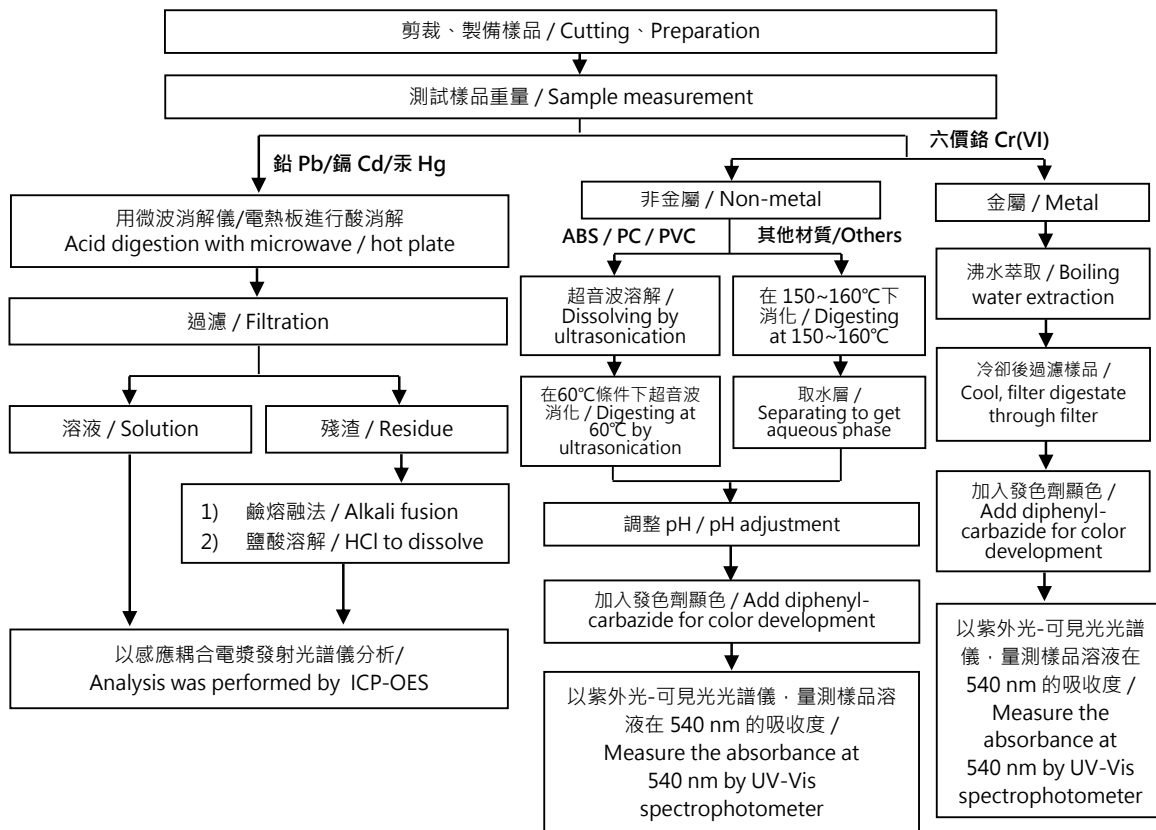 剪裁、製備樣品 / Cutting、Preparation
測試樣品重量 / Sample measurement
鉛 Pb/鎘 Cd/汞 Hg
六價鉻 Cr(VI)
用微波消解儀/電熱板進行酸消解
Acid digestion with microwave / hot plate
過濾 / Filtration
溶液 / Solution
殘渣 / Residue
1) 鹼熔融法 / Alkali fusion
2) 鹽酸溶解 / HCl to dissolve
以感應耦合電漿發射光譜儀分析/
Analysis was performed by ICP-OES
非金屬 / Non-metal
ABS / PC / PVC
其他材質/Others
超音波溶解 /
Dissolving by
ultrasonication
在60℃條件下超音波
消化 / Digesting at
60℃ by
ultrasonication
在 150~160℃下
消化 / Digesting
at 150~160℃
取水層 /
Separating to get
aqueous phase
調整 pH / pH adjustment
加入發色劑顯色 / Add diphenyl-
carbazide for color development
以紫外光-可見光光譜儀，量測樣品溶
液在 540 nm 的吸收度 /
Measure the absorbance at
540 nm by UV-Vis
spectrophotometer
金屬 / Metal
沸水萃取 / Boiling
water extraction
冷卻後過濾樣品 /
Cool, filter digestate
through filter
加入發色劑顯色 /
Add diphenyl-
carbazide for color
development
以紫外光-可見光光譜
儀，量測樣品溶液在
540 nm 的吸收度 /
Measure the
absorbance at
540 nm by UV-Vis
spectrophotometer